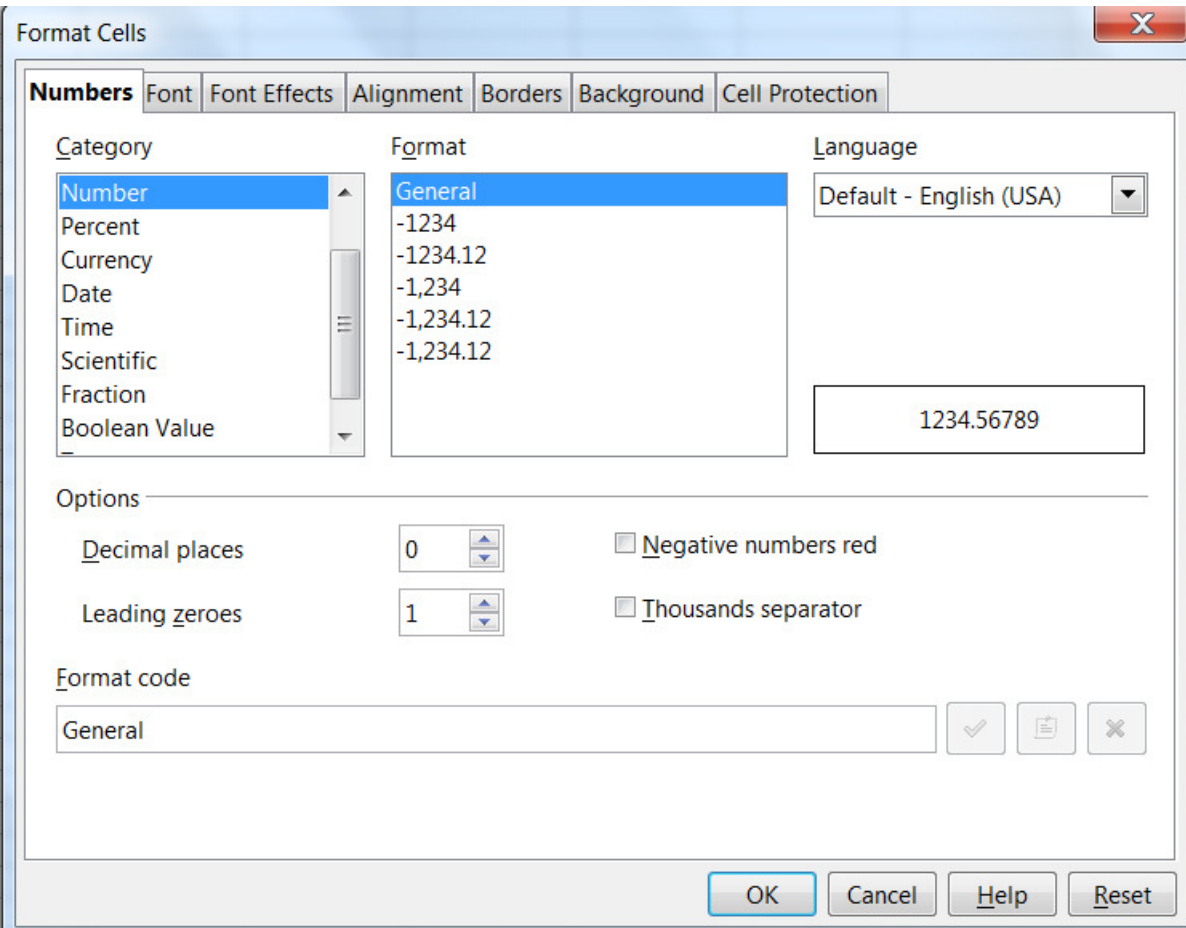 Format Cells
Numbers Font Font Effects Alignment Borders Background Cell Protection
Category
Number
Percent
Currency
Date
Time
Scientific
Fraction
Boolean Value
Format
General
-1234
-1234.12
-1,234
-1,234.12
-1,234.12
Language
Default - English (USA)
1234.56789
Options
Decimal places 0 Negative numbers red
Leading zeroes 1 Thousands separator
Format code
General
OK Cancel Help Reset